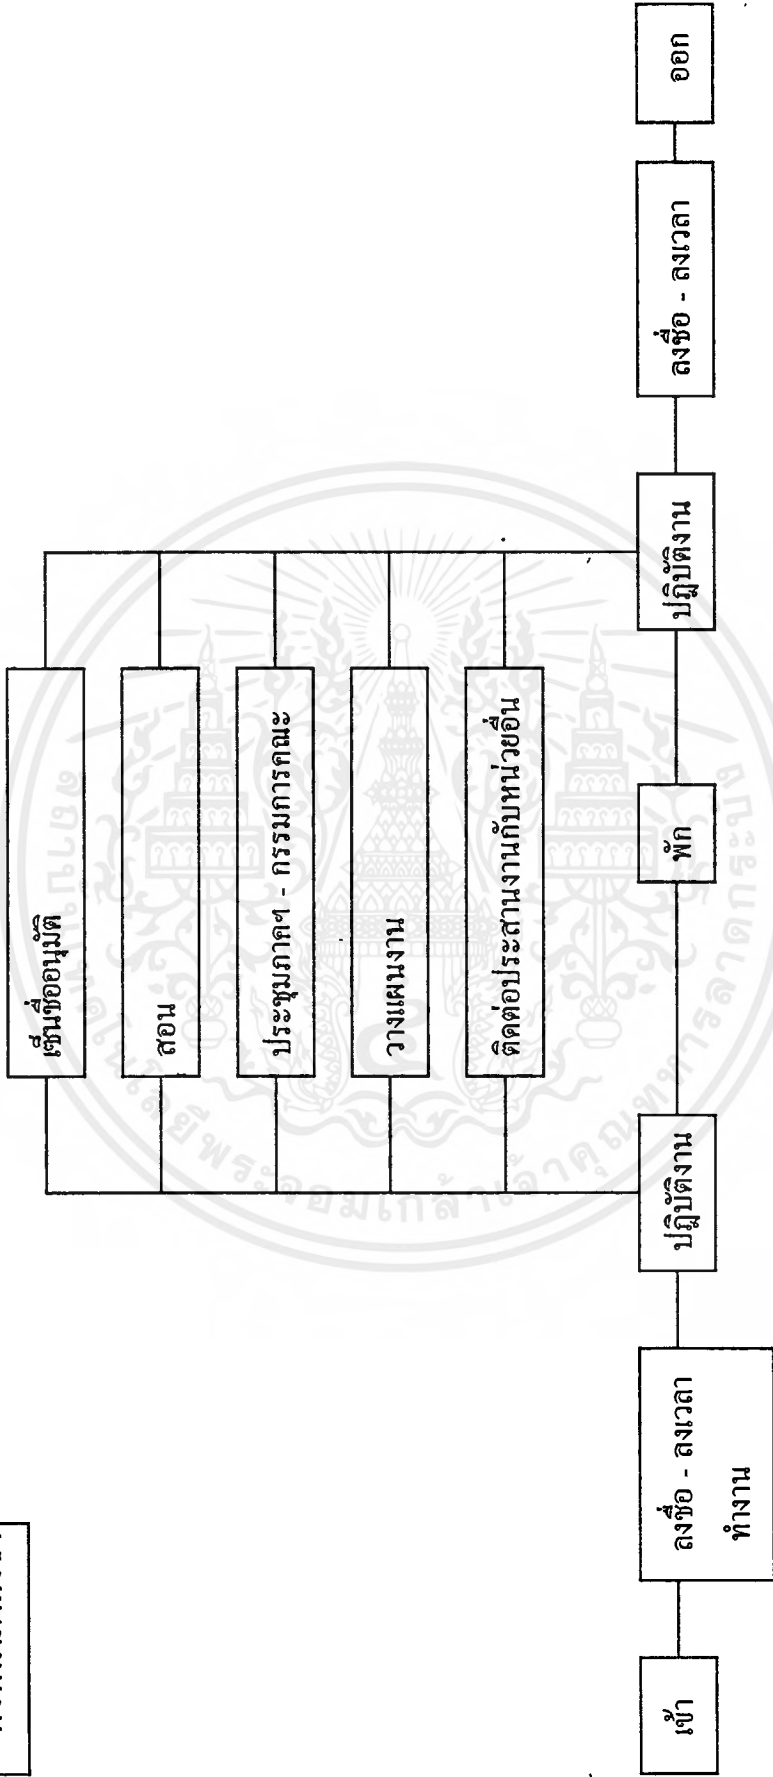 เซ็นชื่ออนุมัติ
สอน
ประชุมภาคฯ - กรรมการคณะ
วางแผนงาน
ติดต่อประสานงานกับหน่วยอื่น
เข้า
ลงชื่อ - ลงเวลา
ทำงาน
ปฏิบัติงาน
พัก
ปฏิบัติงาน
ลงชื่อ - ลงเวลา
ออก